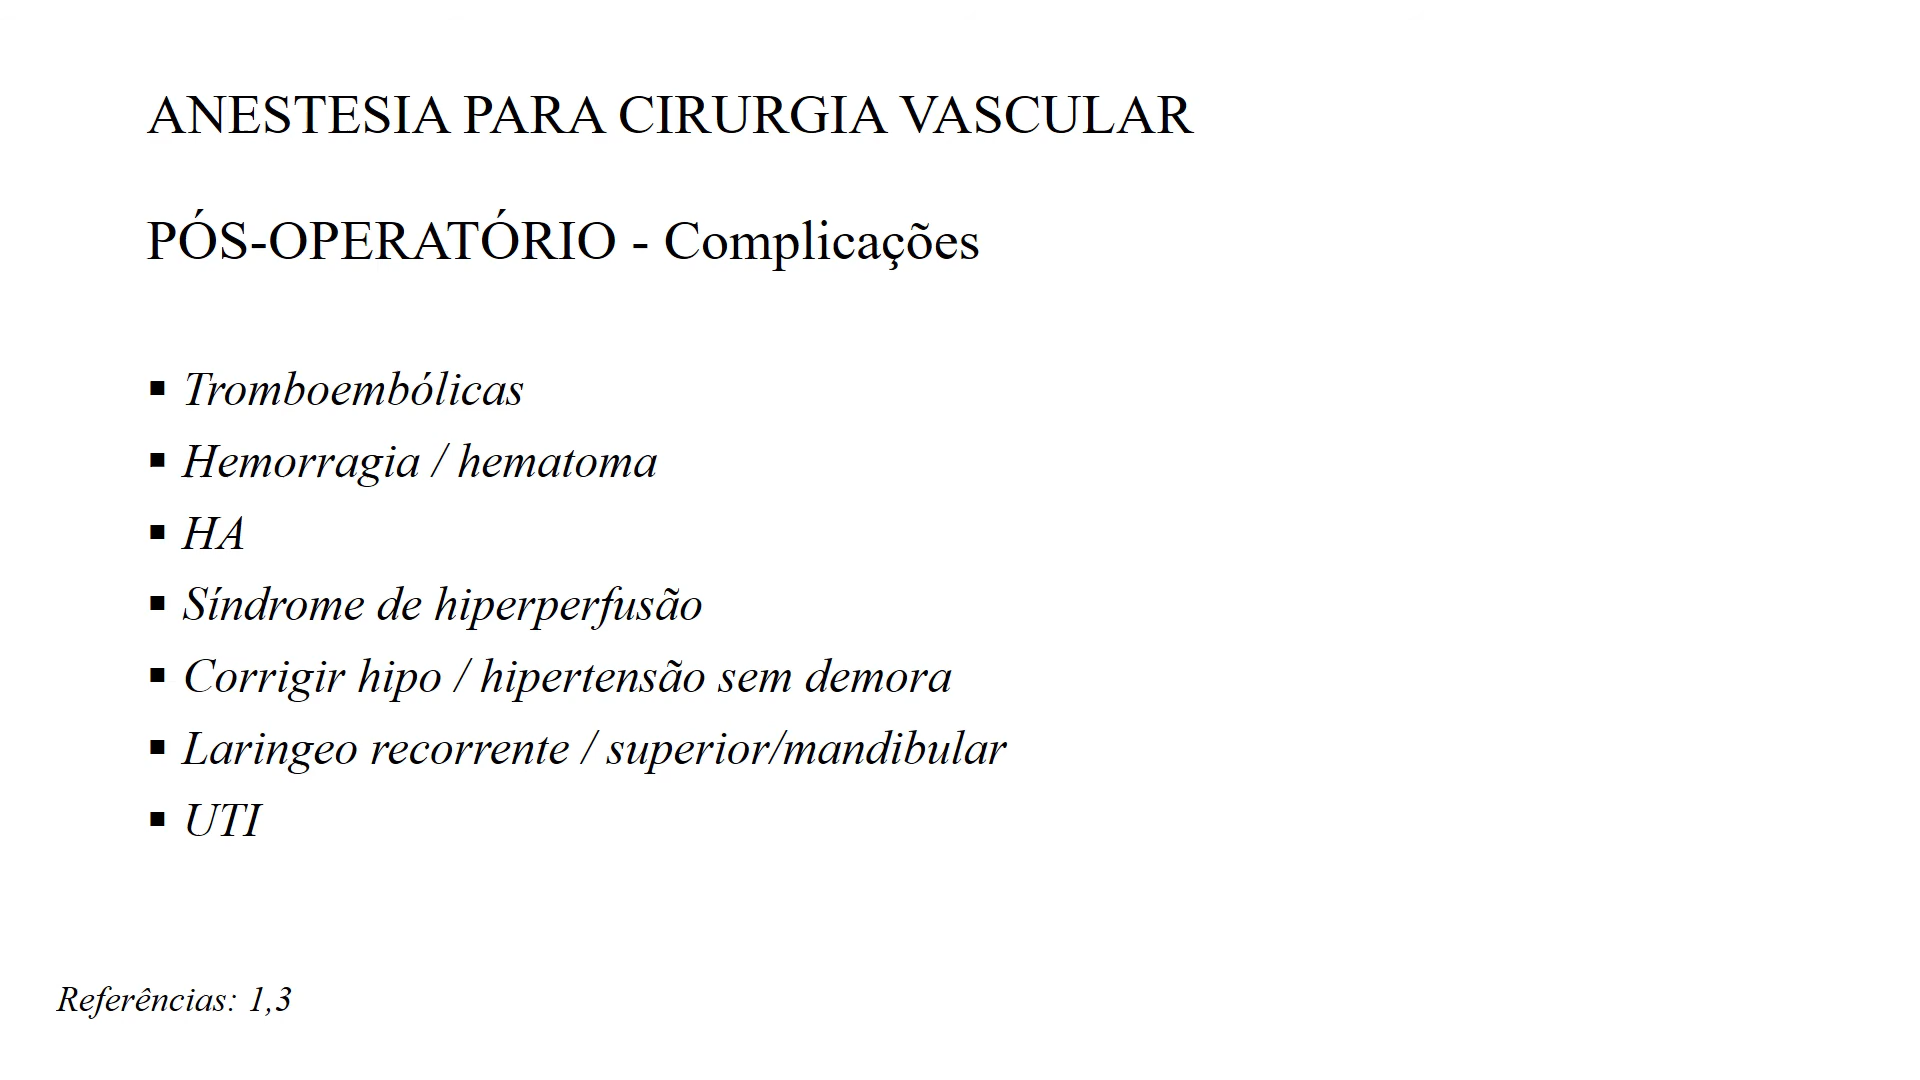 ANESTESIA PARA CIRURGIA VASCULAR
PÓS-OPERATÓRIO - Complicações
▪ Tromboembólicas
▪ Hemorragia / hematoma
▪ HA
▪ Síndrome de hiperperfusão
▪ Corrigir hipo / hipertensão sem demora
▪ Laringeo recorrente / superior/mandibular
▪ UTI
Referências: 1,3